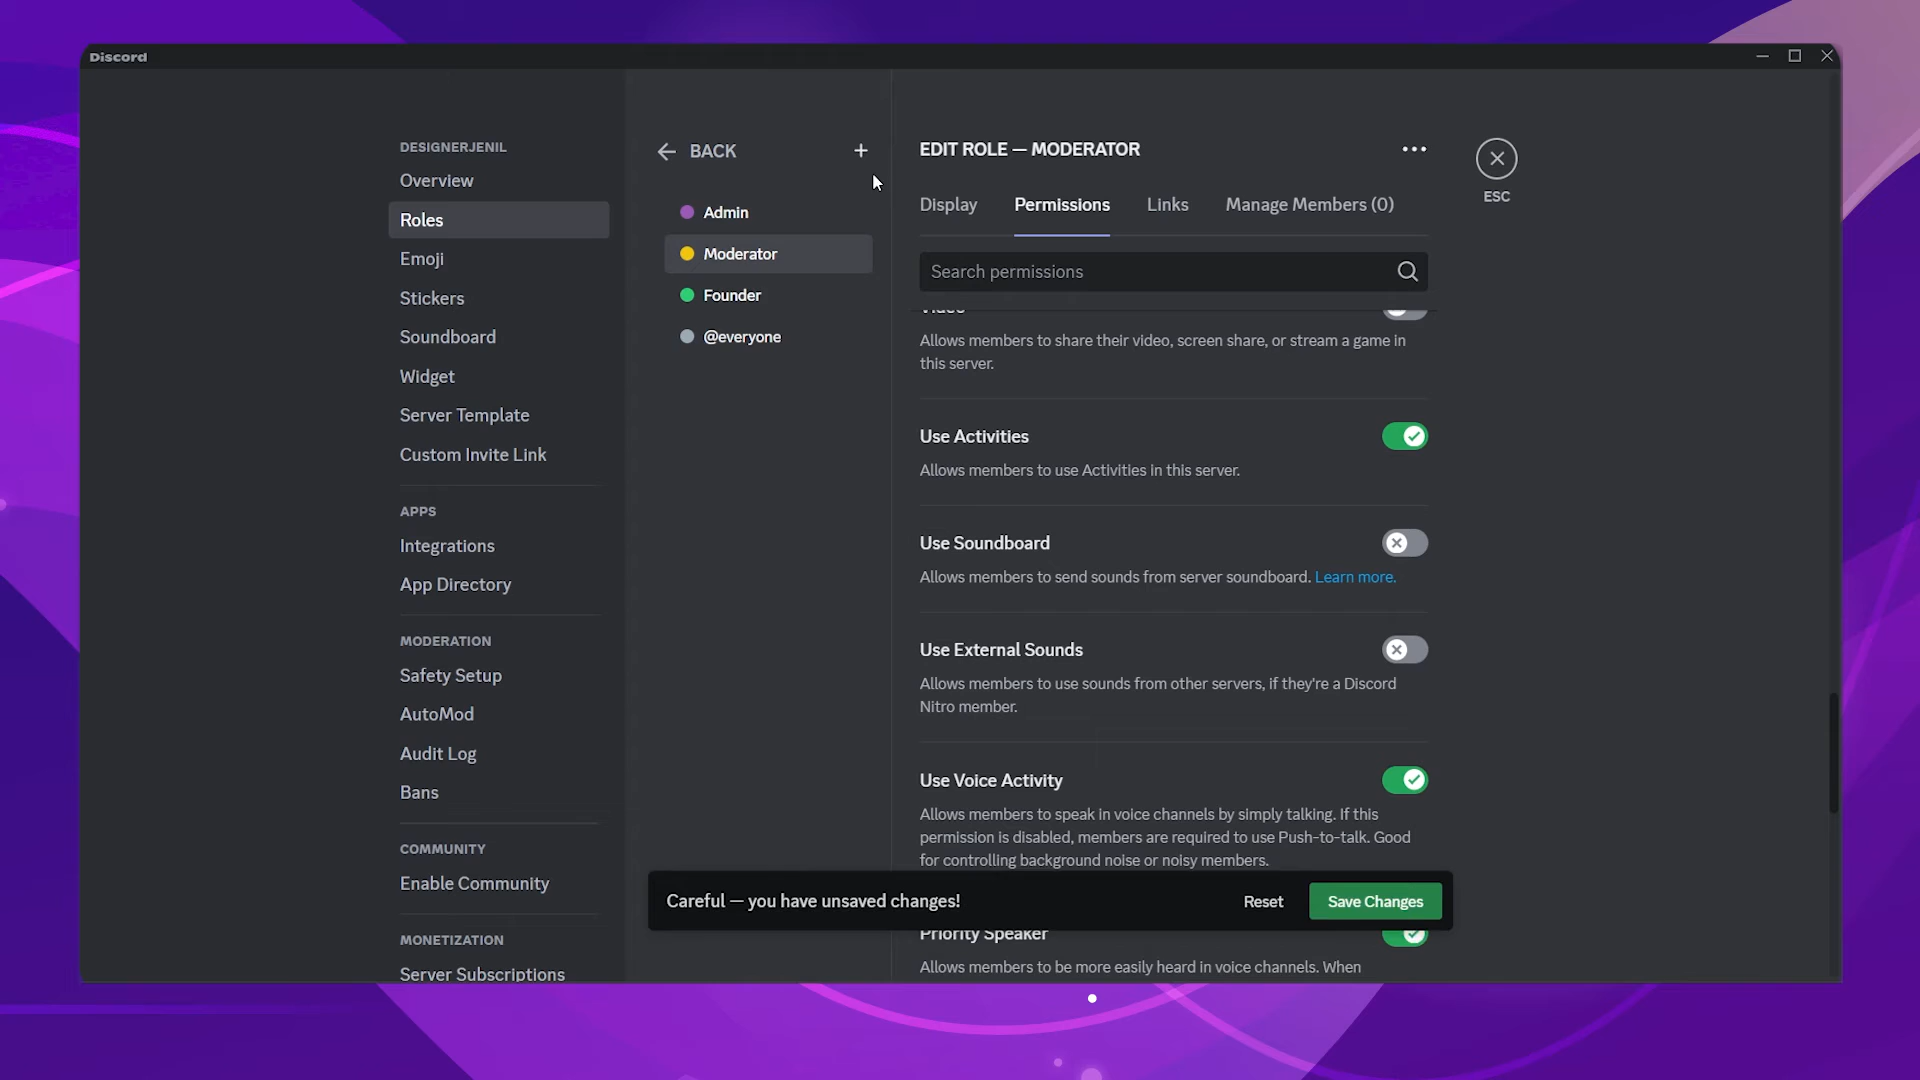 Discord
DESIGNERJENIL
Overview
Roles
Emoji
Stickers
Soundboard
Widget
Server Template
Custom Invite Link
APPS
Integrations
App Directory
MODERATION
Safety Setup
AutoMod
Audit Log
Bans
COMMUNITY
Enable Community
MONETIZATION
Server Subscriptions
BACK
Admin
Moderator
Founder
@everyone
EDIT ROLE — MODERATOR
ESC
Display Permissions Links Manage Members (0)
Search permissions
Video
Allows members to share their video, screen share, or stream a game in
this server.
Use Activities
Allows members to use Activities in this server.
Use Soundboard
Allows members to send sounds from server soundboard. Learn more.
Use External Sounds
Allows members to use sounds from other servers, if they're a Discord
Nitro member.
Use Voice Activity
Allows members to speak in voice channels by simply talking. If this
permission is disabled, members are required to use Push-to-talk. Good
for controlling background noise or noisy members.
Careful — you have unsaved changes! Reset Save Changes
Priority Speaker
Allows members to be more easily heard in voice channels. When